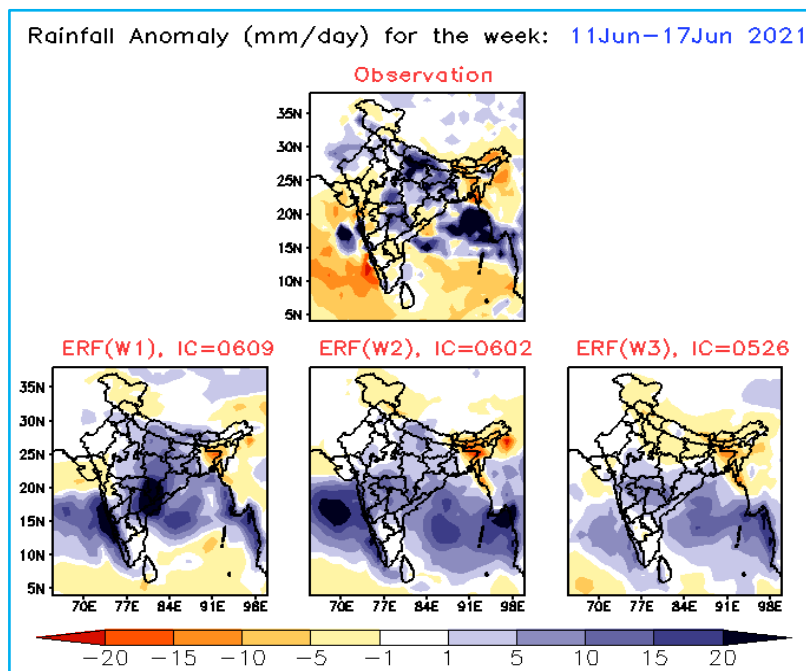 Rainfall Anomaly (mm/day) for the week: 11Jun-17Jun 2021
Observation
35N
30N
25N
20N
15N
10N
5N
ERF(W1), IC=0609 ERF(W2), IC=0602 ERF(W3), IC=0526
35N
30N
25N
20N
15N
10N
5N
70E 77E 84E 91E 98E 70E 77E 84E 91E 98E 70E 77E 84E 91E 98E
-20 -15 -10 -5 -1 1 5 10 15 20